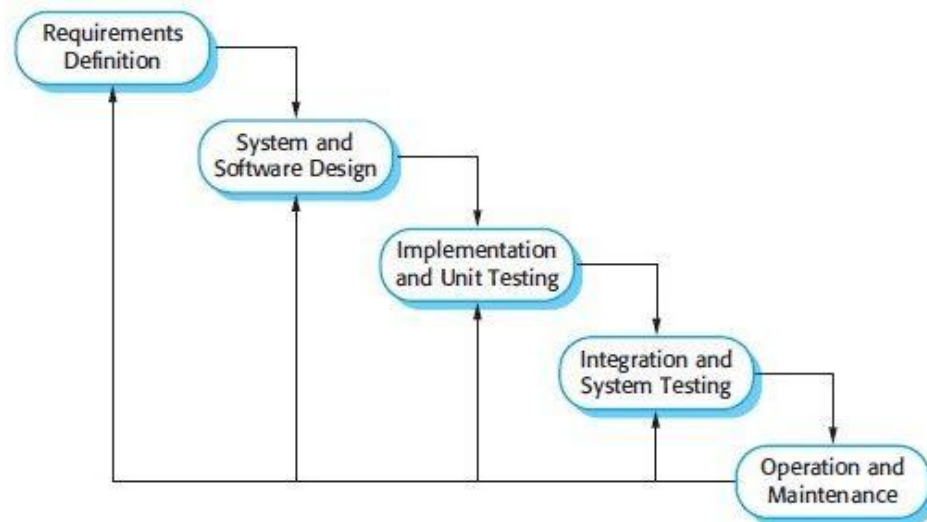 Requirements
Definition
System and
Software Design
Implementation
and Unit Testing
Integration and
System Testing
Operation and
Maintenance